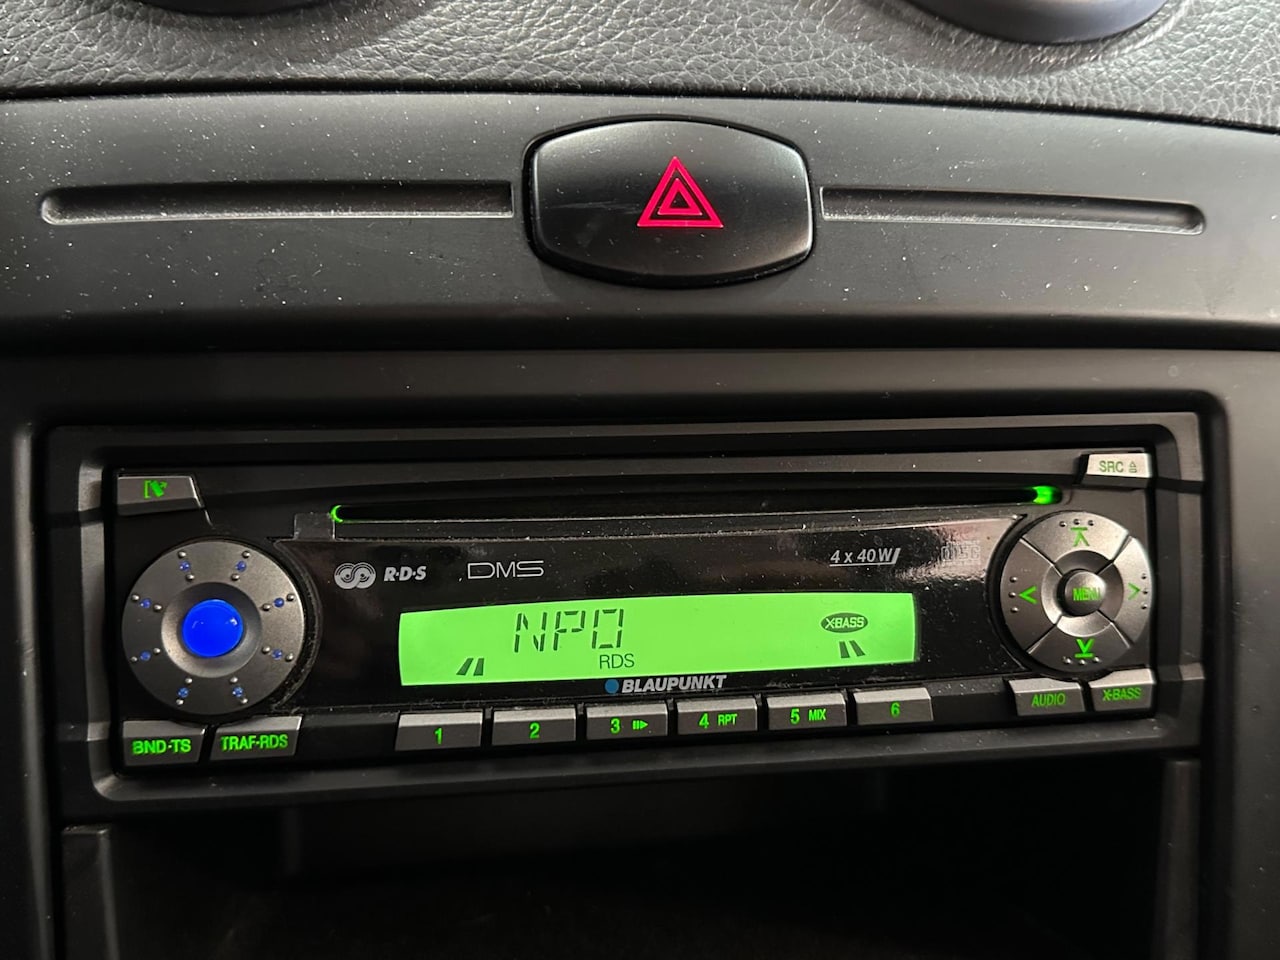 SRC
R·D·S DMS 4 x 40W
NPO X-BASS
RDS
BLAUPUNKT
MENU
BND·TS TRAF·RDS 1 2 3 4 RPT 5 MIX 6 AUDIO X-BASS